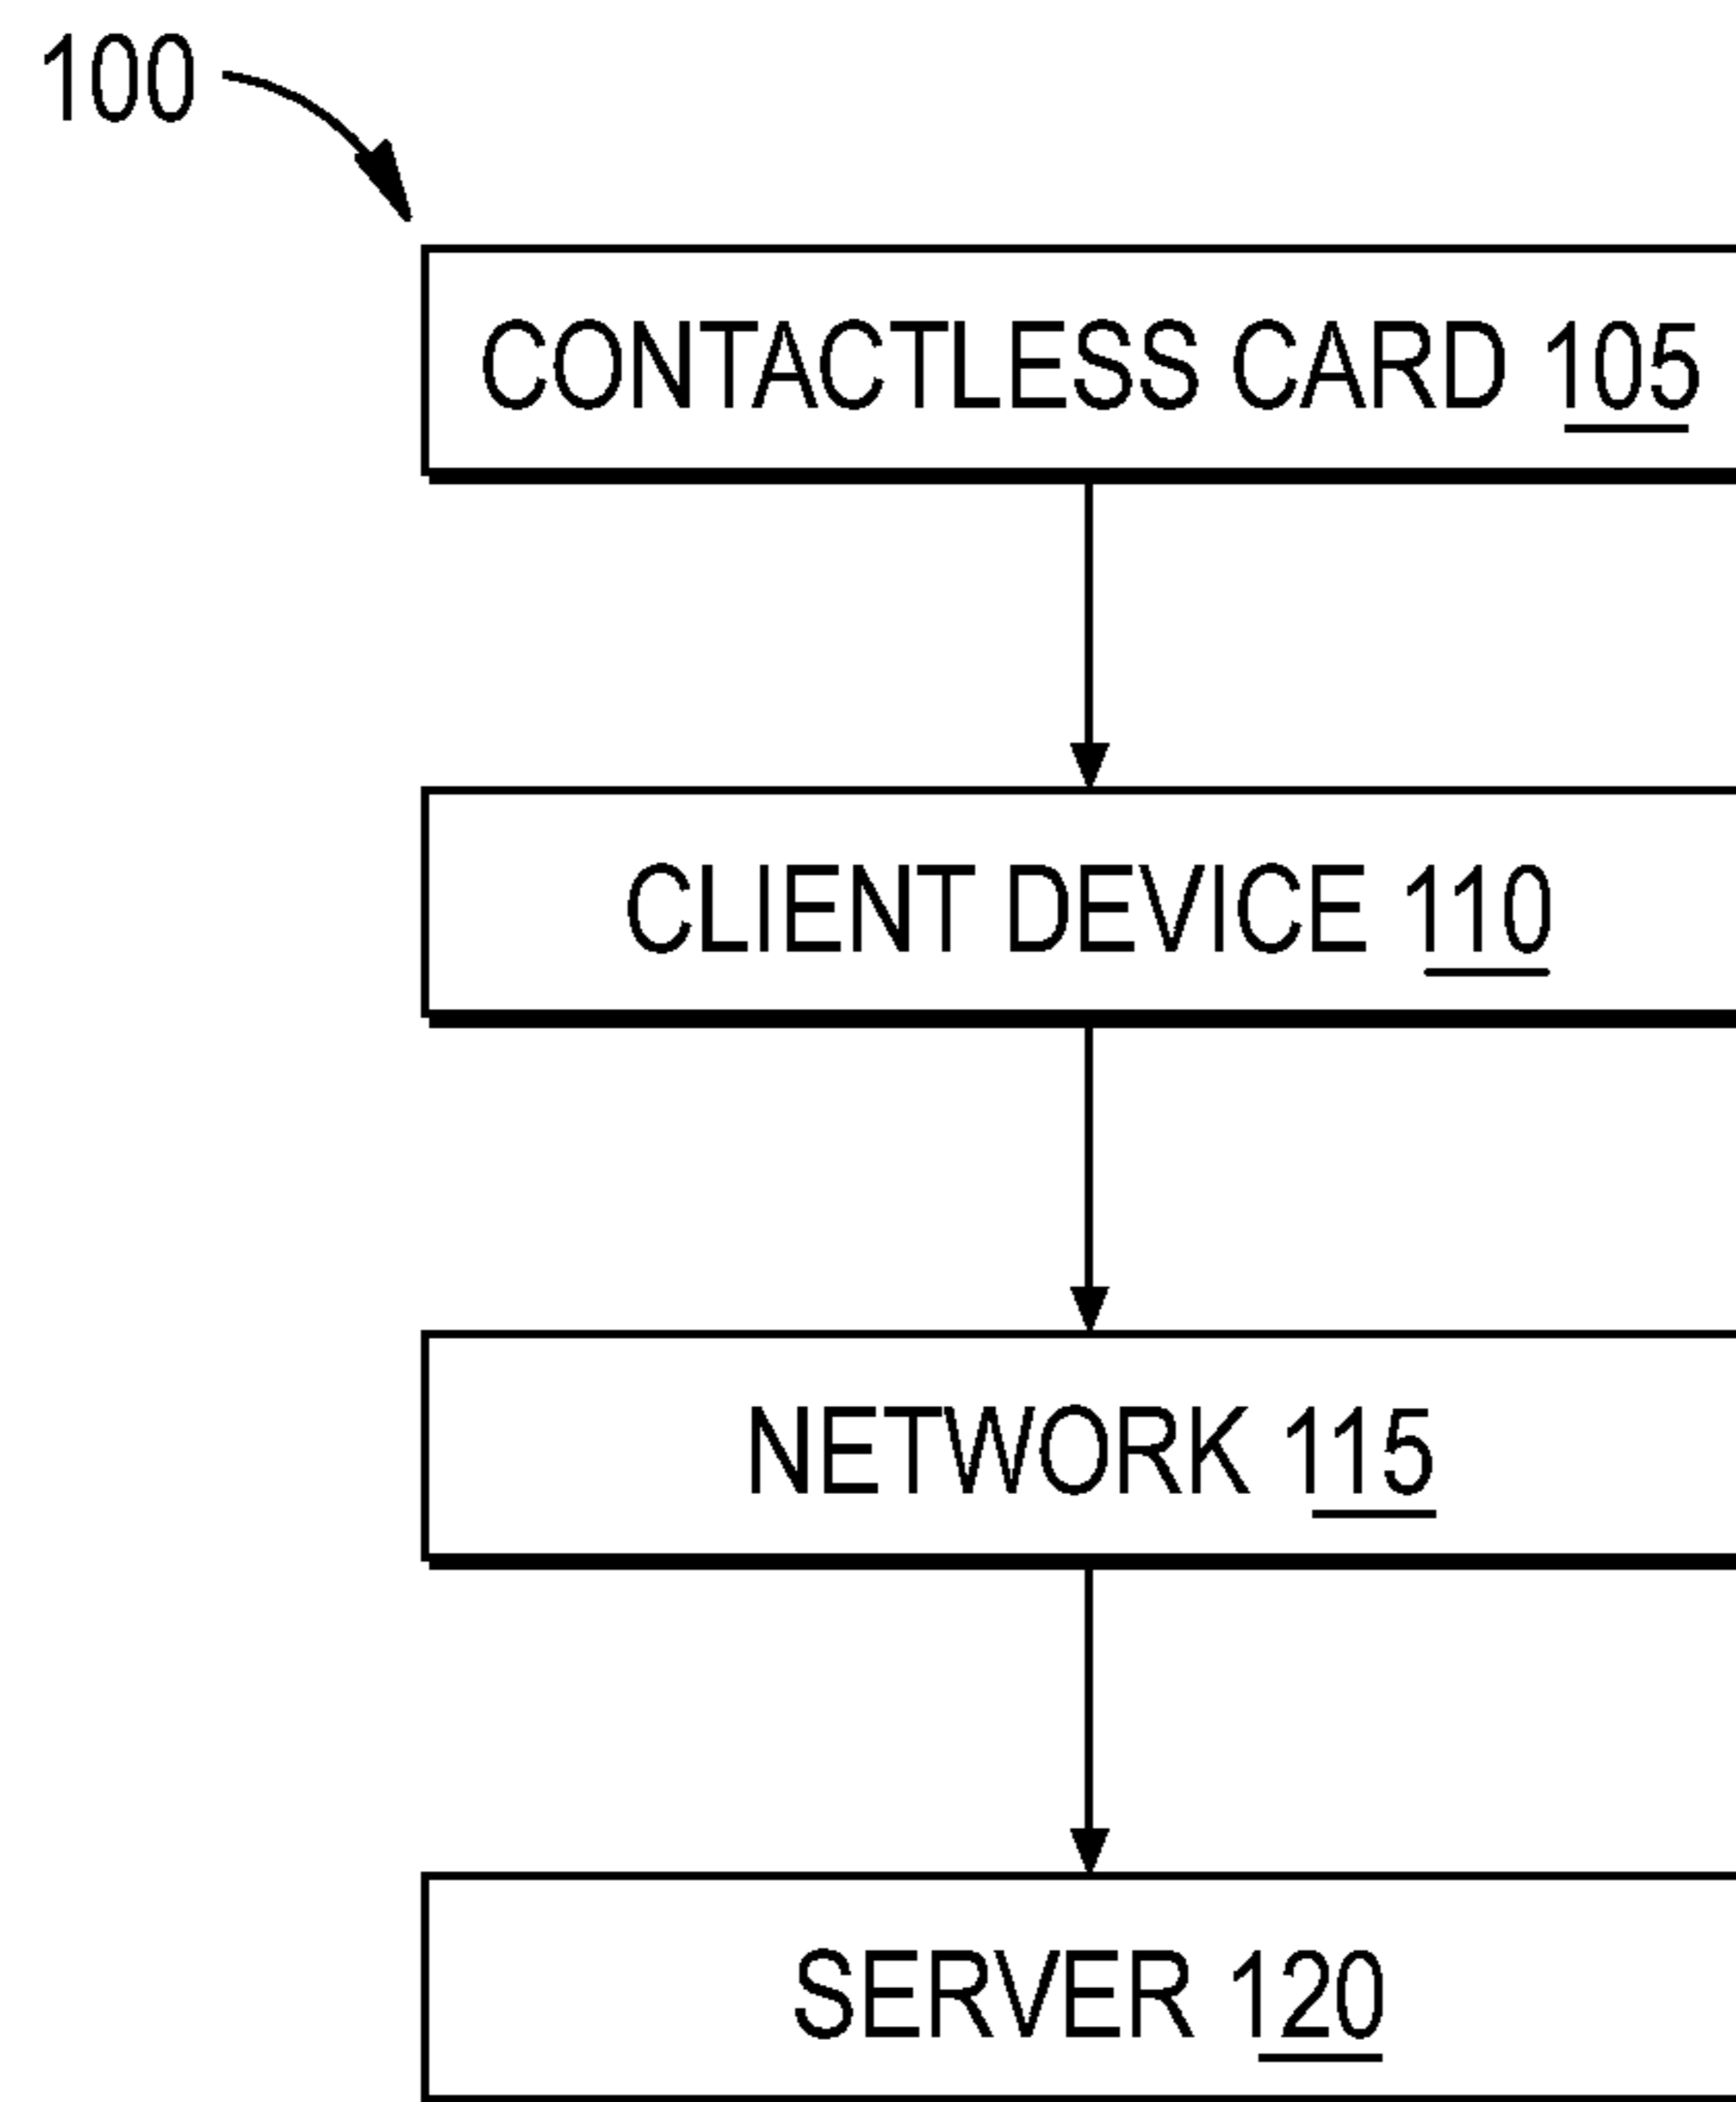 100
CONTACTLESS CARD 105
CLIENT DEVICE 110
NETWORK 115
SERVER 120